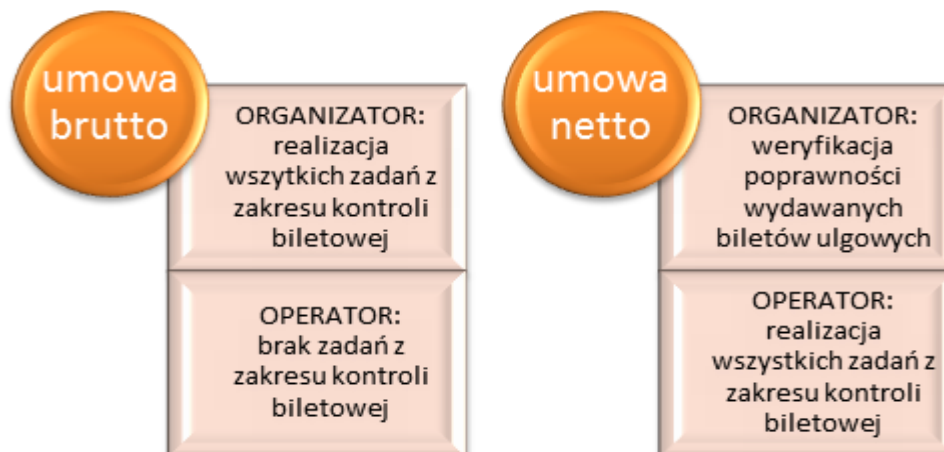 umowa
brutto
ORGANIZATOR:
realizacja
wszytkich zadań z
zakresu kontroli
biletowej
OPERATOR:
brak zadań z
zakresu kontroli
biletowej
umowa
netto
ORGANIZATOR:
weryfikacja
poprawności
wydawanych
biletów ulgowych
OPERATOR:
realizacja
wszystkich zadań z
zakresu kontroli
biletowej